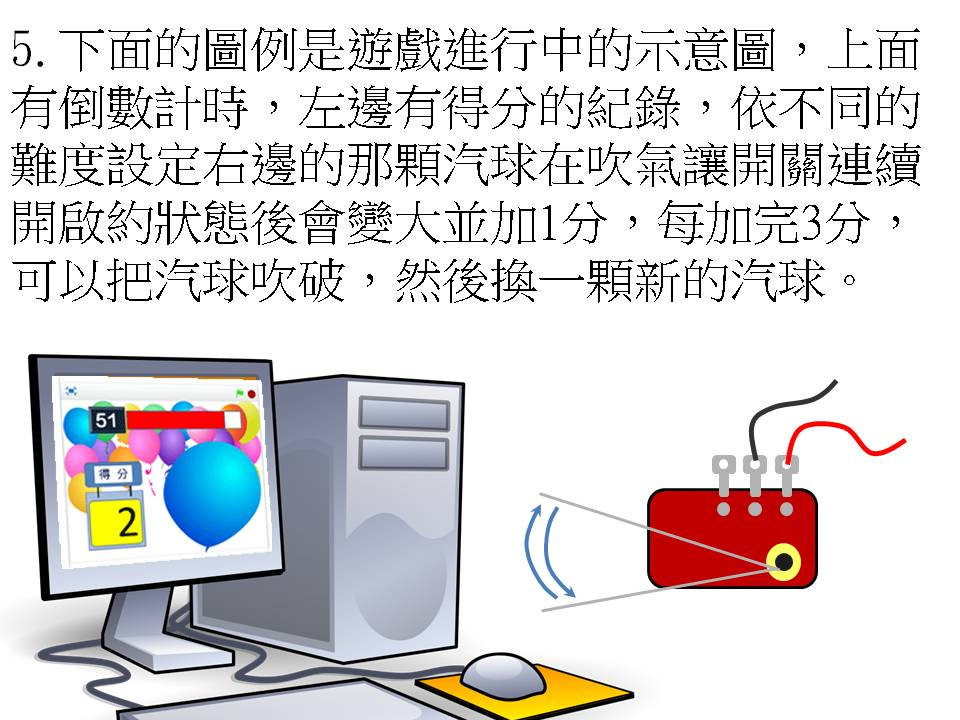 5.下面的圖例是遊戲進行中的示意圖，上面
有倒數計時，左邊有得分的紀錄，依不同的
難度設定右邊的那顆汽球在吹氣讓開關連續
開啟約狀態後會變大並加1分，每加完3分，
可以把汽球吹破，然後換一顆新的汽球。
51
得分
2